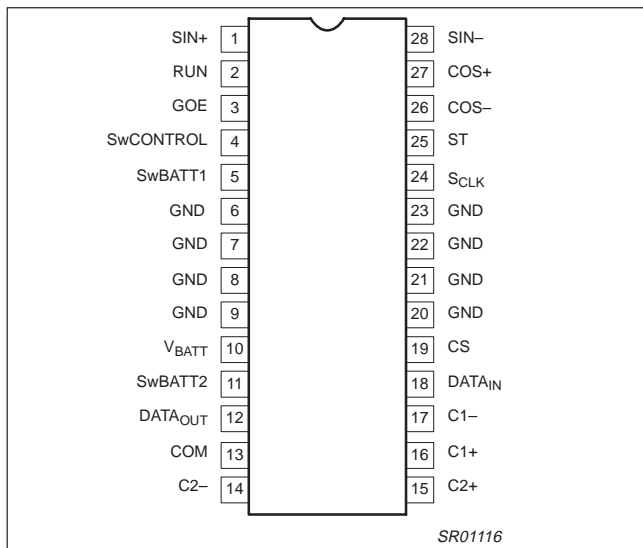 SIN+ 1 28 SIN–
RUN 2 27 COS+
GOE 3 26 COS–
SwCONTROL 4 25 ST
SwBATT1 5 24 SCLK
GND 6 23 GND
GND 7 22 GND
GND 8 21 GND
GND 9 20 GND
VBATT 10 19 CS
SwBATT2 11 18 DATAIN
DATAOUT 12 17 C1–
COM 13 16 C1+
C2– 14 15 C2+
SR01116